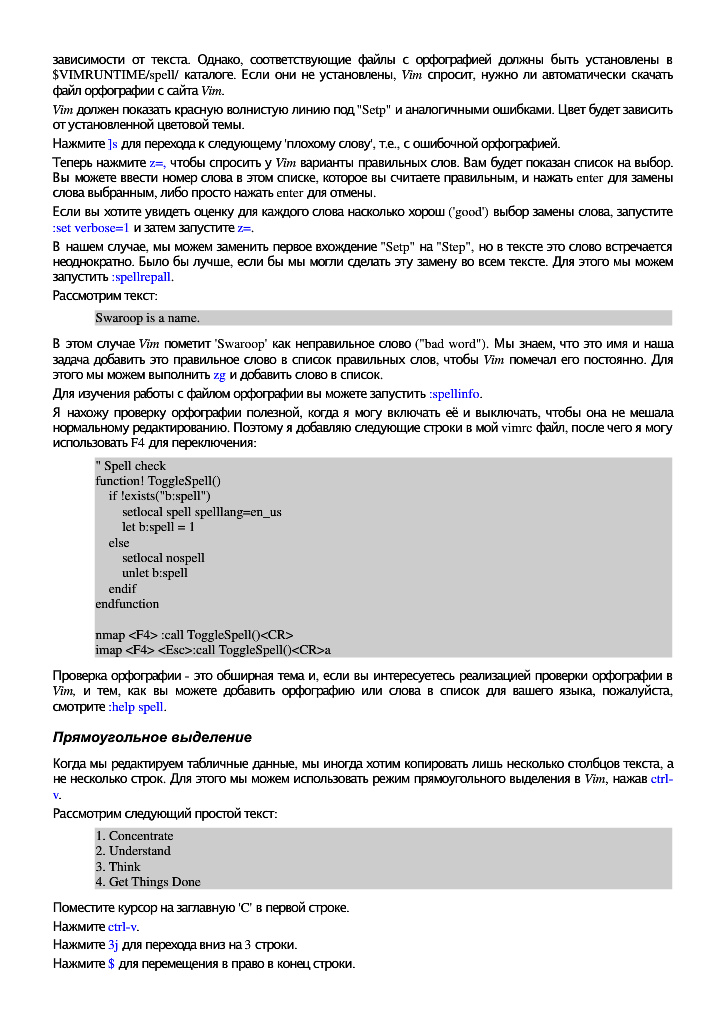 зависимости от текста. Однако, соответствующие файлы с орфографией должны быть установлены в
$VIMRUNTIME/spell/ каталоге. Если они не установлены, Vim спросит, нужно ли автоматически скачать
файл орфографии с сайта Vim.
Vim должен показать красную волнистую линию под "Setp" и аналогичными ошибками. Цвет будет зависить
от установленной цветовой темы.
Нажмите ]s для перехода к следующему 'плохому слову', т.е., с ошибочной орфографией.
Теперь нажмите z=, чтобы спросить у Vim варианты правильных слов. Вам будет показан список на выбор.
Вы можете ввести номер слова в этом списке, которое вы считаете правильным, и нажать enter для замены
слова выбранным, либо просто нажать enter для отмены.
Если вы хотите увидеть оценку для каждого слова насколько хорош ('good') выбор замены слова, запустите
:set verbose=1 и затем запустите z=.
В нашем случае, мы можем заменить первое вхождение "Setp" на "Step", но в тексте это слово встречается
неоднократно. Было бы лучше, если бы мы могли сделать эту замену во всем тексте. Для этого мы можем
запустить :spellrepall.
Рассмотрим текст:
Swaroop is a name.
В этом случае Vim пометит 'Swaroop' как неправильное слово ("bad word"). Мы знаем, что это имя и наша
задача добавить это правильное слово в список правильных слов, чтобы Vim помечал его постоянно. Для
этого мы можем выполнить zg и добавить слово в список.
Для изучения работы с файлом орфографии вы можете запустить :spellinfo.
Я нахожу проверку орфографии полезной, когда я могу включать её и выключать, чтобы она не мешала
нормальному редактированию. Поэтому я добавляю следующие строки в мой vimrc файл, после чего я могу
использовать F4 для переключения:
" Spell check
function! ToggleSpell()
if !exists("b:spell")
setlocal spell spelllang=en_us
let b:spell = 1
else
setlocal nospell
unlet b:spell
endif
endfunction
nmap <F4> :call ToggleSpell()<CR>
imap <F4> <Esc>:call ToggleSpell()<CR>a
Проверка орфографии - это обширная тема и, если вы интересуетесь реализацией проверки орфографии в
Vim, и тем, как вы можете добавить орфографию или слова в список для вашего языка, пожалуйста,
смотрите :help spell.
Прямоугольное выделение
Когда мы редактируем табличные данные, мы иногда хотим копировать лишь несколько столбцов текста, а
не несколько строк. Для этого мы можем использовать режим прямоугольного выделения в Vim, нажав ctrl-
v.
Рассмотрим следующий простой текст:
1. Concentrate
2. Understand
3. Think
4. Get Things Done
Поместите курсор на заглавную 'C' в первой строке.
Нажмите ctrl-v.
Нажмите 3j для перехода вниз на 3 строки.
Нажмите $ для перемещения в право в конец строки.